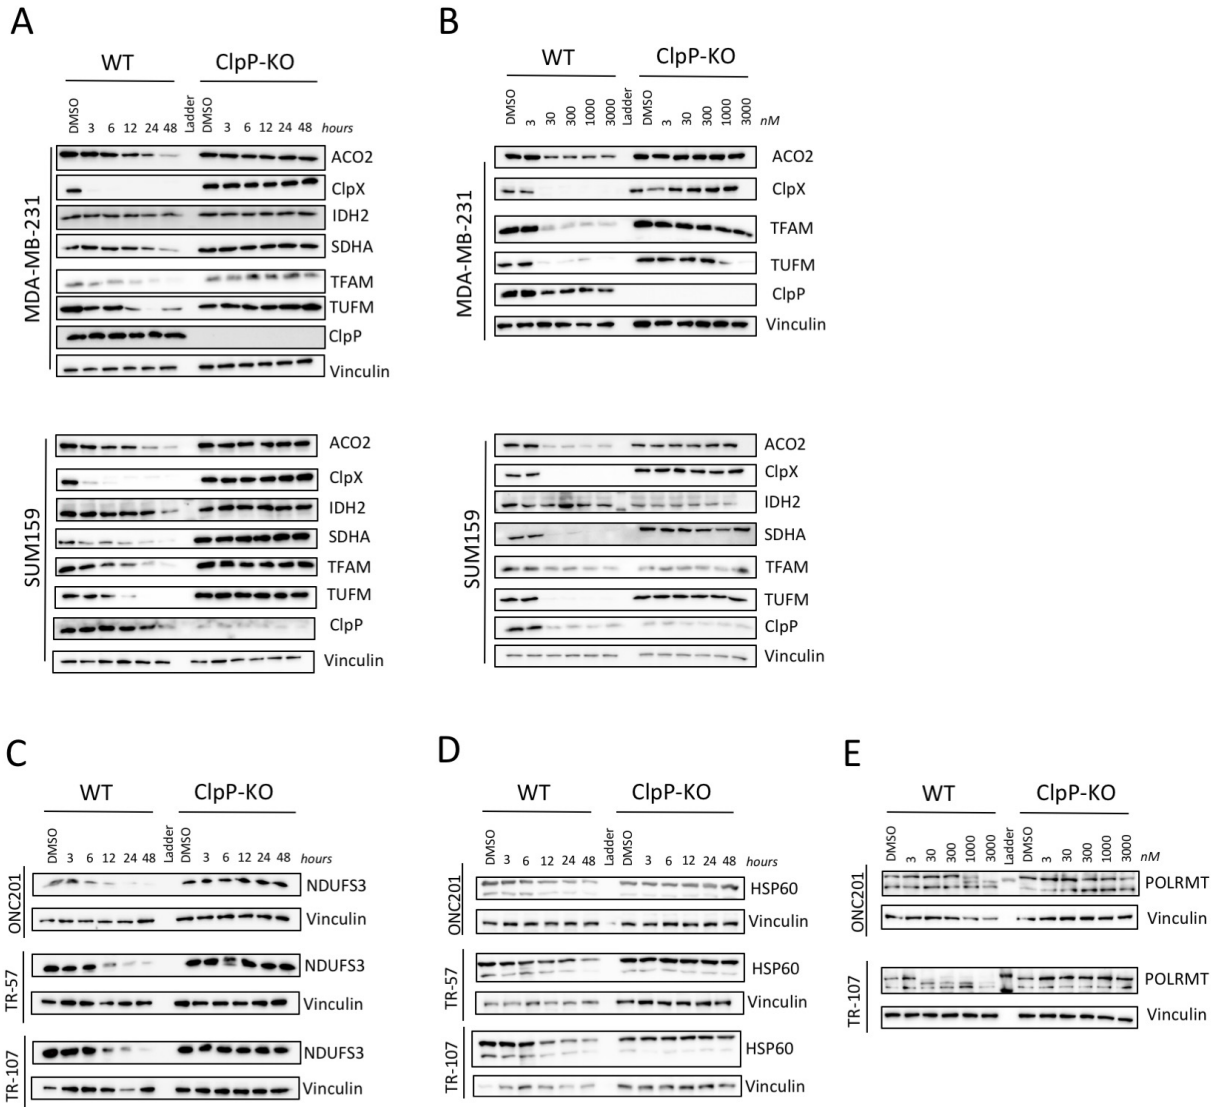 A
WT ClpP-KO
DMSO 3 6 12 24 48 Ladder DMSO 3 6 12 24 48 hours
MDA-MB-231
ACO2
ClpX
IDH2
SDHA
TFAM
TUFM
ClpP
Vinculin
SUM159
ACO2
ClpX
IDH2
SDHA
TFAM
TUFM
ClpP
Vinculin
B
WT ClpP-KO
DMSO 3 30 300 1000 3000 Ladder DMSO 3 30 300 1000 3000 nM
MDA-MB-231
ACO2
ClpX
TFAM
TUFM
ClpP
Vinculin
SUM159
ACO2
ClpX
IDH2
SDHA
TFAM
TUFM
ClpP
Vinculin
C
WT ClpP-KO
DMSO 3 6 12 24 48 Ladder DMSO 3 6 12 24 48 hours
ONC201
NDUFS3
Vinculin
TR-57
NDUFS3
Vinculin
TR-107
NDUFS3
Vinculin
D
WT ClpP-KO
DMSO 3 6 12 24 48 Ladder DMSO 3 6 12 24 48 hours
ONC201
HSP60
Vinculin
TR-57
HSP60
Vinculin
TR-107
HSP60
Vinculin
E
WT ClpP-KO
DMSO 3 30 300 1000 3000 Ladder DMSO 3 30 300 1000 3000 nM
ONC201
POLRMT
Vinculin
TR-107
POLRMT
Vinculin